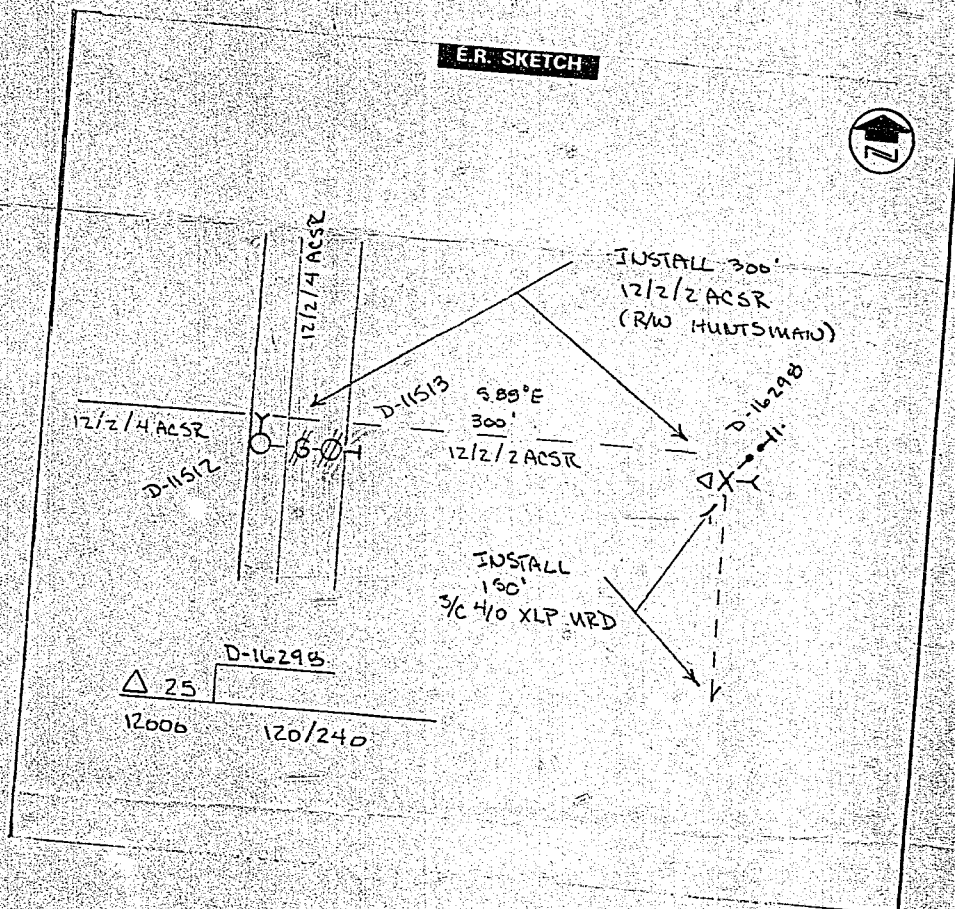 E.R. SKETCH
N
12/2/4 ACSR
INSTALL 300'
12/2/2 ACSR
(R/W HUNTSMAN)
D-11513
S 89°E
300'
12/2/2 ACSR
D-16298
12/2/4 ACSR
D-11512
INSTALL
150'
3/C 4/0 XLP URD
D-16298
△ 25
12000
120/240